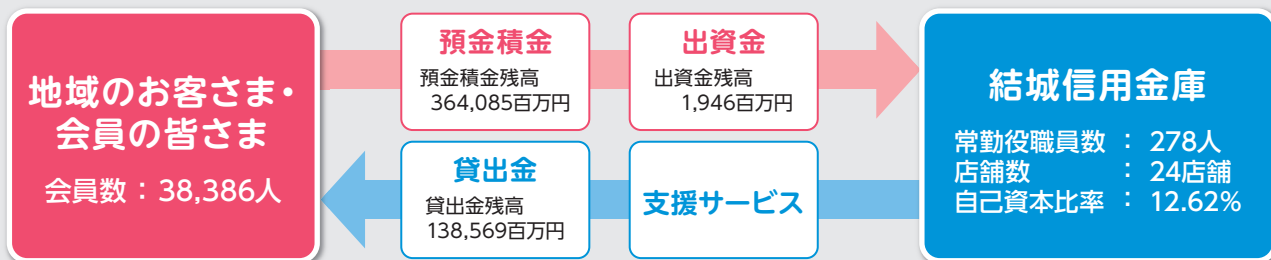 地域のお客さま・
会員の皆さま
会員数：38,386人
預金積金
預金積金残高
364,085百万円
出資金
出資金残高
1,946百万円
貸出金
貸出金残高
138,569百万円
支援サービス
結城信用金庫
常勤役職員数 ： 278人
店舗数 ： 24店舗
自己資本比率 ： 12.62%